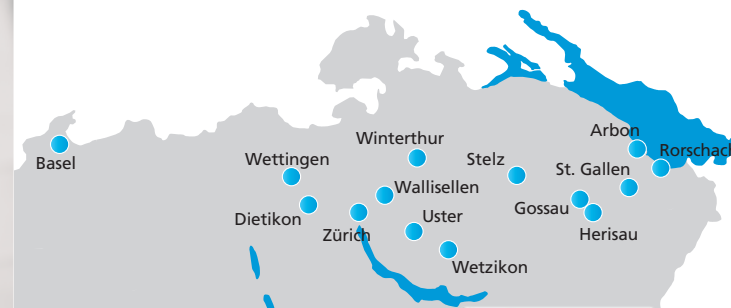 Arbon
Rorschach
Winterthur
Basel
Wettingen
Stelz
St. Gallen
Wallisellen
Dietikon
Uster
Gossau
Zürich
Herisau
Wetzikon